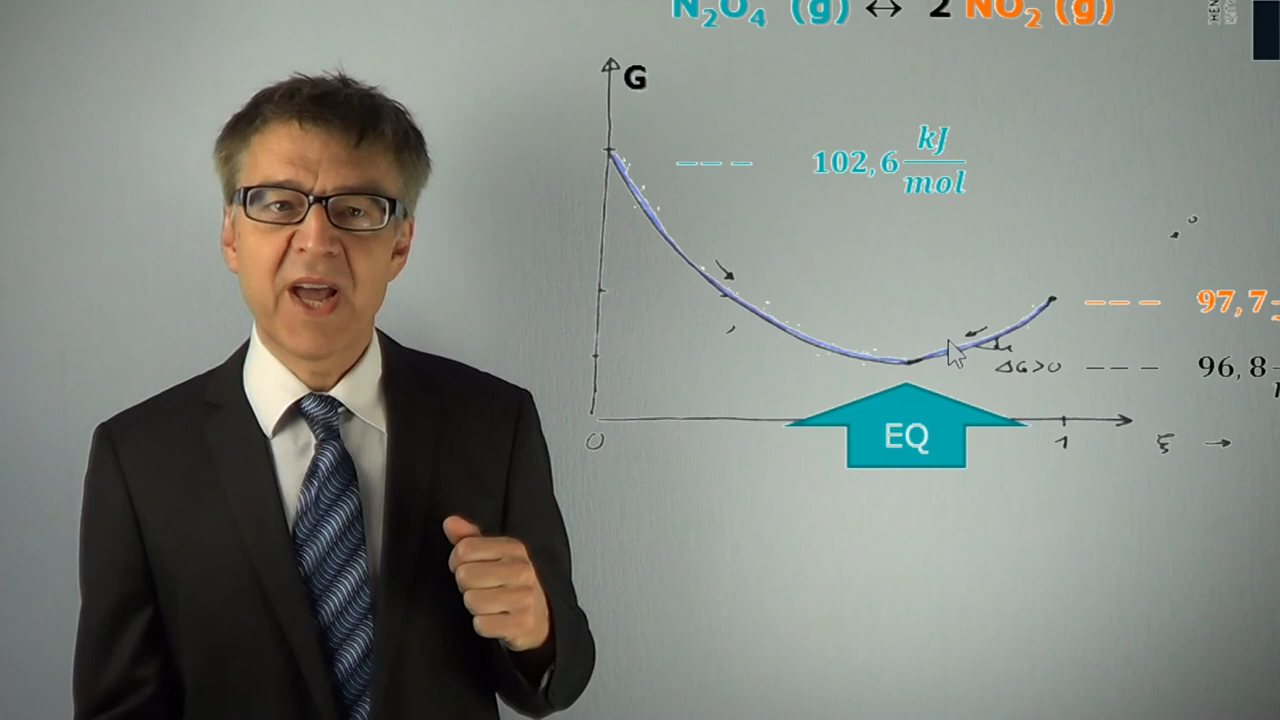 N₂O₄ (g) ↔ 2 NO₂ (g)
G
102,6 kJ/mol
97,7
ΔG>0
96,8
EQ
0
1
ξ →